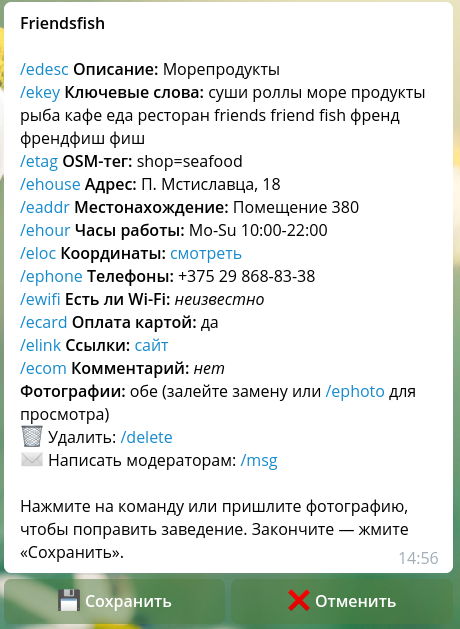 Friendsfish
/edesc Описание: Морепродукты
/ekey Ключевые слова: суши роллы море продукты
рыба кафе еда ресторан friends friend fish френд
френдфиш фиш
/etag OSM-тег: shop=seafood
/ehouse Адрес: П. Мстиславца, 18
/eaddr Местонахождение: Помещение 380
/ehour Часы работы: Mo-Su 10:00-22:00
/eloc Координаты: смотреть
/ephone Телефоны: +375 29 868-83-38
/ewifi Есть ли Wi-Fi: неизвестно
/ecard Оплата картой: да
/elink Ссылки: сайт
/ecom Комментарий: нет
Фотографии: обе (залейте замену или /ephoto для
просмотра)
🗑 Удалить: /delete
✉ Написать модераторам: /msg
Нажмите на команду или пришлите фотографию,
чтобы поправить заведение. Закончите — жмите
«Сохранить».
14:56
💾 Сохранить
❌ Отменить